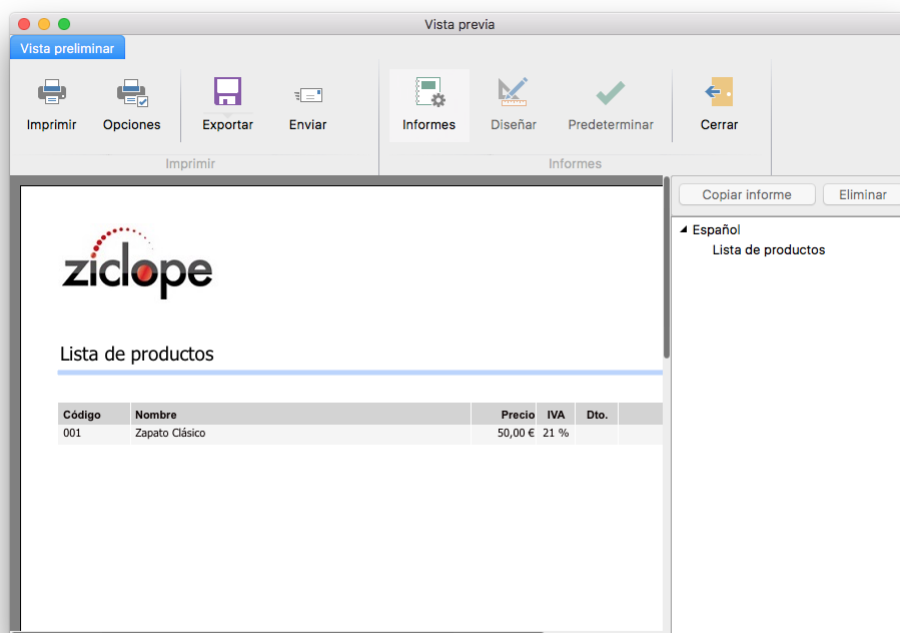 Vista previa
Vista preliminar
Imprimir Opciones Exportar Enviar Informes Diseñar Predeterminar Cerrar
Imprimir Informes
Copiar informe Eliminar
Español
Lista de productos
ziclope
Lista de productos
Código Nombre Precio IVA Dto.
001 Zapato Clásico 50,00 € 21 %